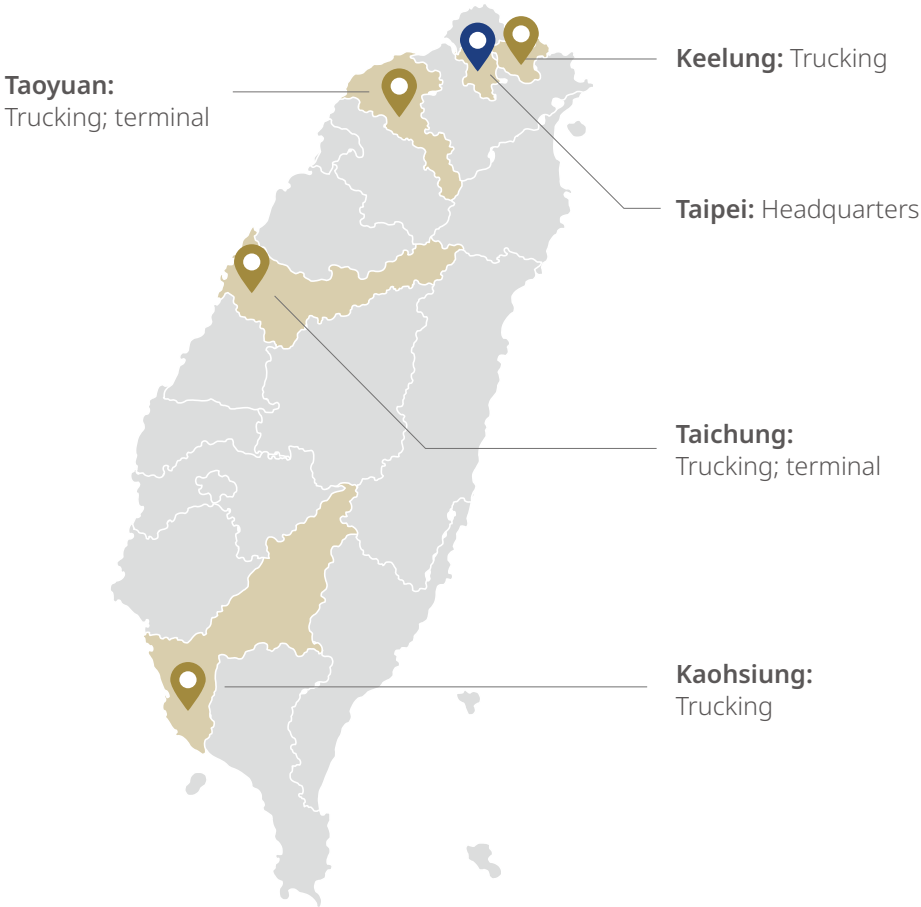 Keelung: Trucking
Taoyuan:
Trucking; terminal
Taipei: Headquarters
Taichung:
Trucking; terminal
Kaohsiung:
Trucking